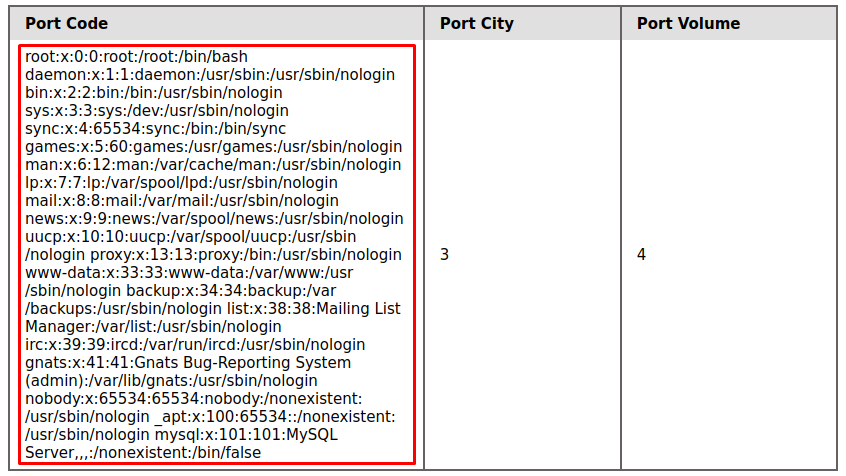 Port Code Port City Port Volume
root:x:0:0:root:/root:/bin/bash
daemon:x:1:1:daemon:/usr/sbin:/usr/sbin/nologin
bin:x:2:2:bin:/bin:/usr/sbin/nologin
sys:x:3:3:sys:/dev:/usr/sbin/nologin
sync:x:4:65534:sync:/bin:/bin/sync
games:x:5:60:games:/usr/games:/usr/sbin/nologin
man:x:6:12:man:/var/cache/man:/usr/sbin/nologin
lp:x:7:7:lp:/var/spool/lpd:/usr/sbin/nologin
mail:x:8:8:mail:/var/mail:/usr/sbin/nologin
news:x:9:9:news:/var/spool/news:/usr/sbin/nologin
uucp:x:10:10:uucp:/var/spool/uucp:/usr/sbin
/nologin proxy:x:13:13:proxy:/bin:/usr/sbin/nologin
www-data:x:33:33:www-data:/var/www:/usr
/sbin/nologin backup:x:34:34:backup:/var
/backups:/usr/sbin/nologin list:x:38:38:Mailing List
Manager:/var/list:/usr/sbin/nologin
irc:x:39:39:ircd:/var/run/ircd:/usr/sbin/nologin
gnats:x:41:41:Gnats Bug-Reporting System
(admin):/var/lib/gnats:/usr/sbin/nologin
nobody:x:65534:65534:nobody:/nonexistent:
/usr/sbin/nologin _apt:x:100:65534::/nonexistent:
/usr/sbin/nologin mysql:x:101:101:MySQL
Server,,,:/nonexistent:/bin/false
3
4